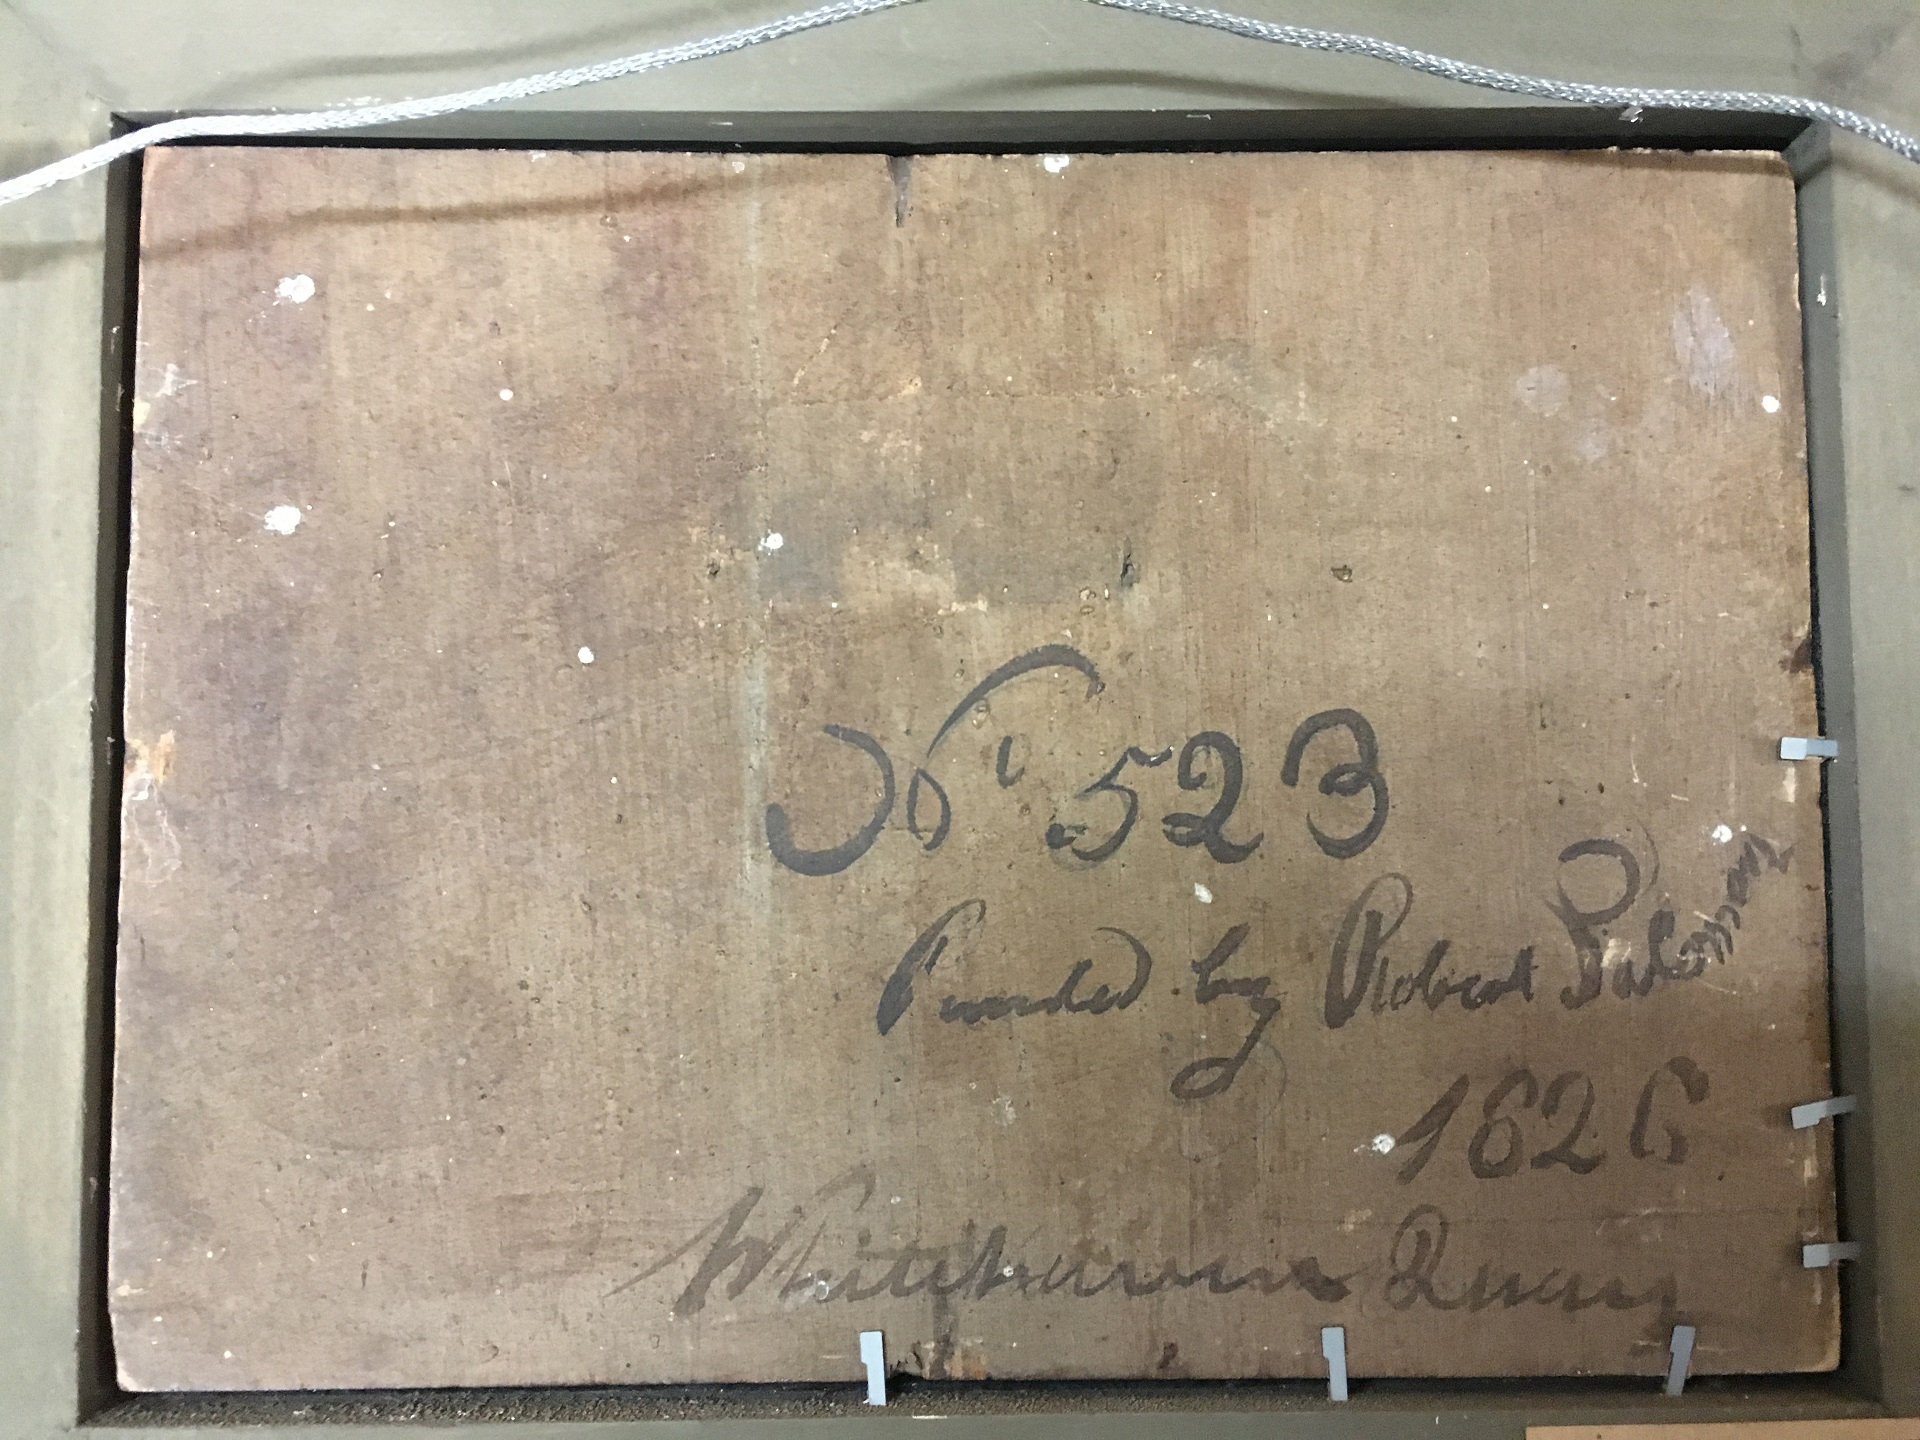 No 523
Painted by Robert Salmon
1826
Whitehaven Quay